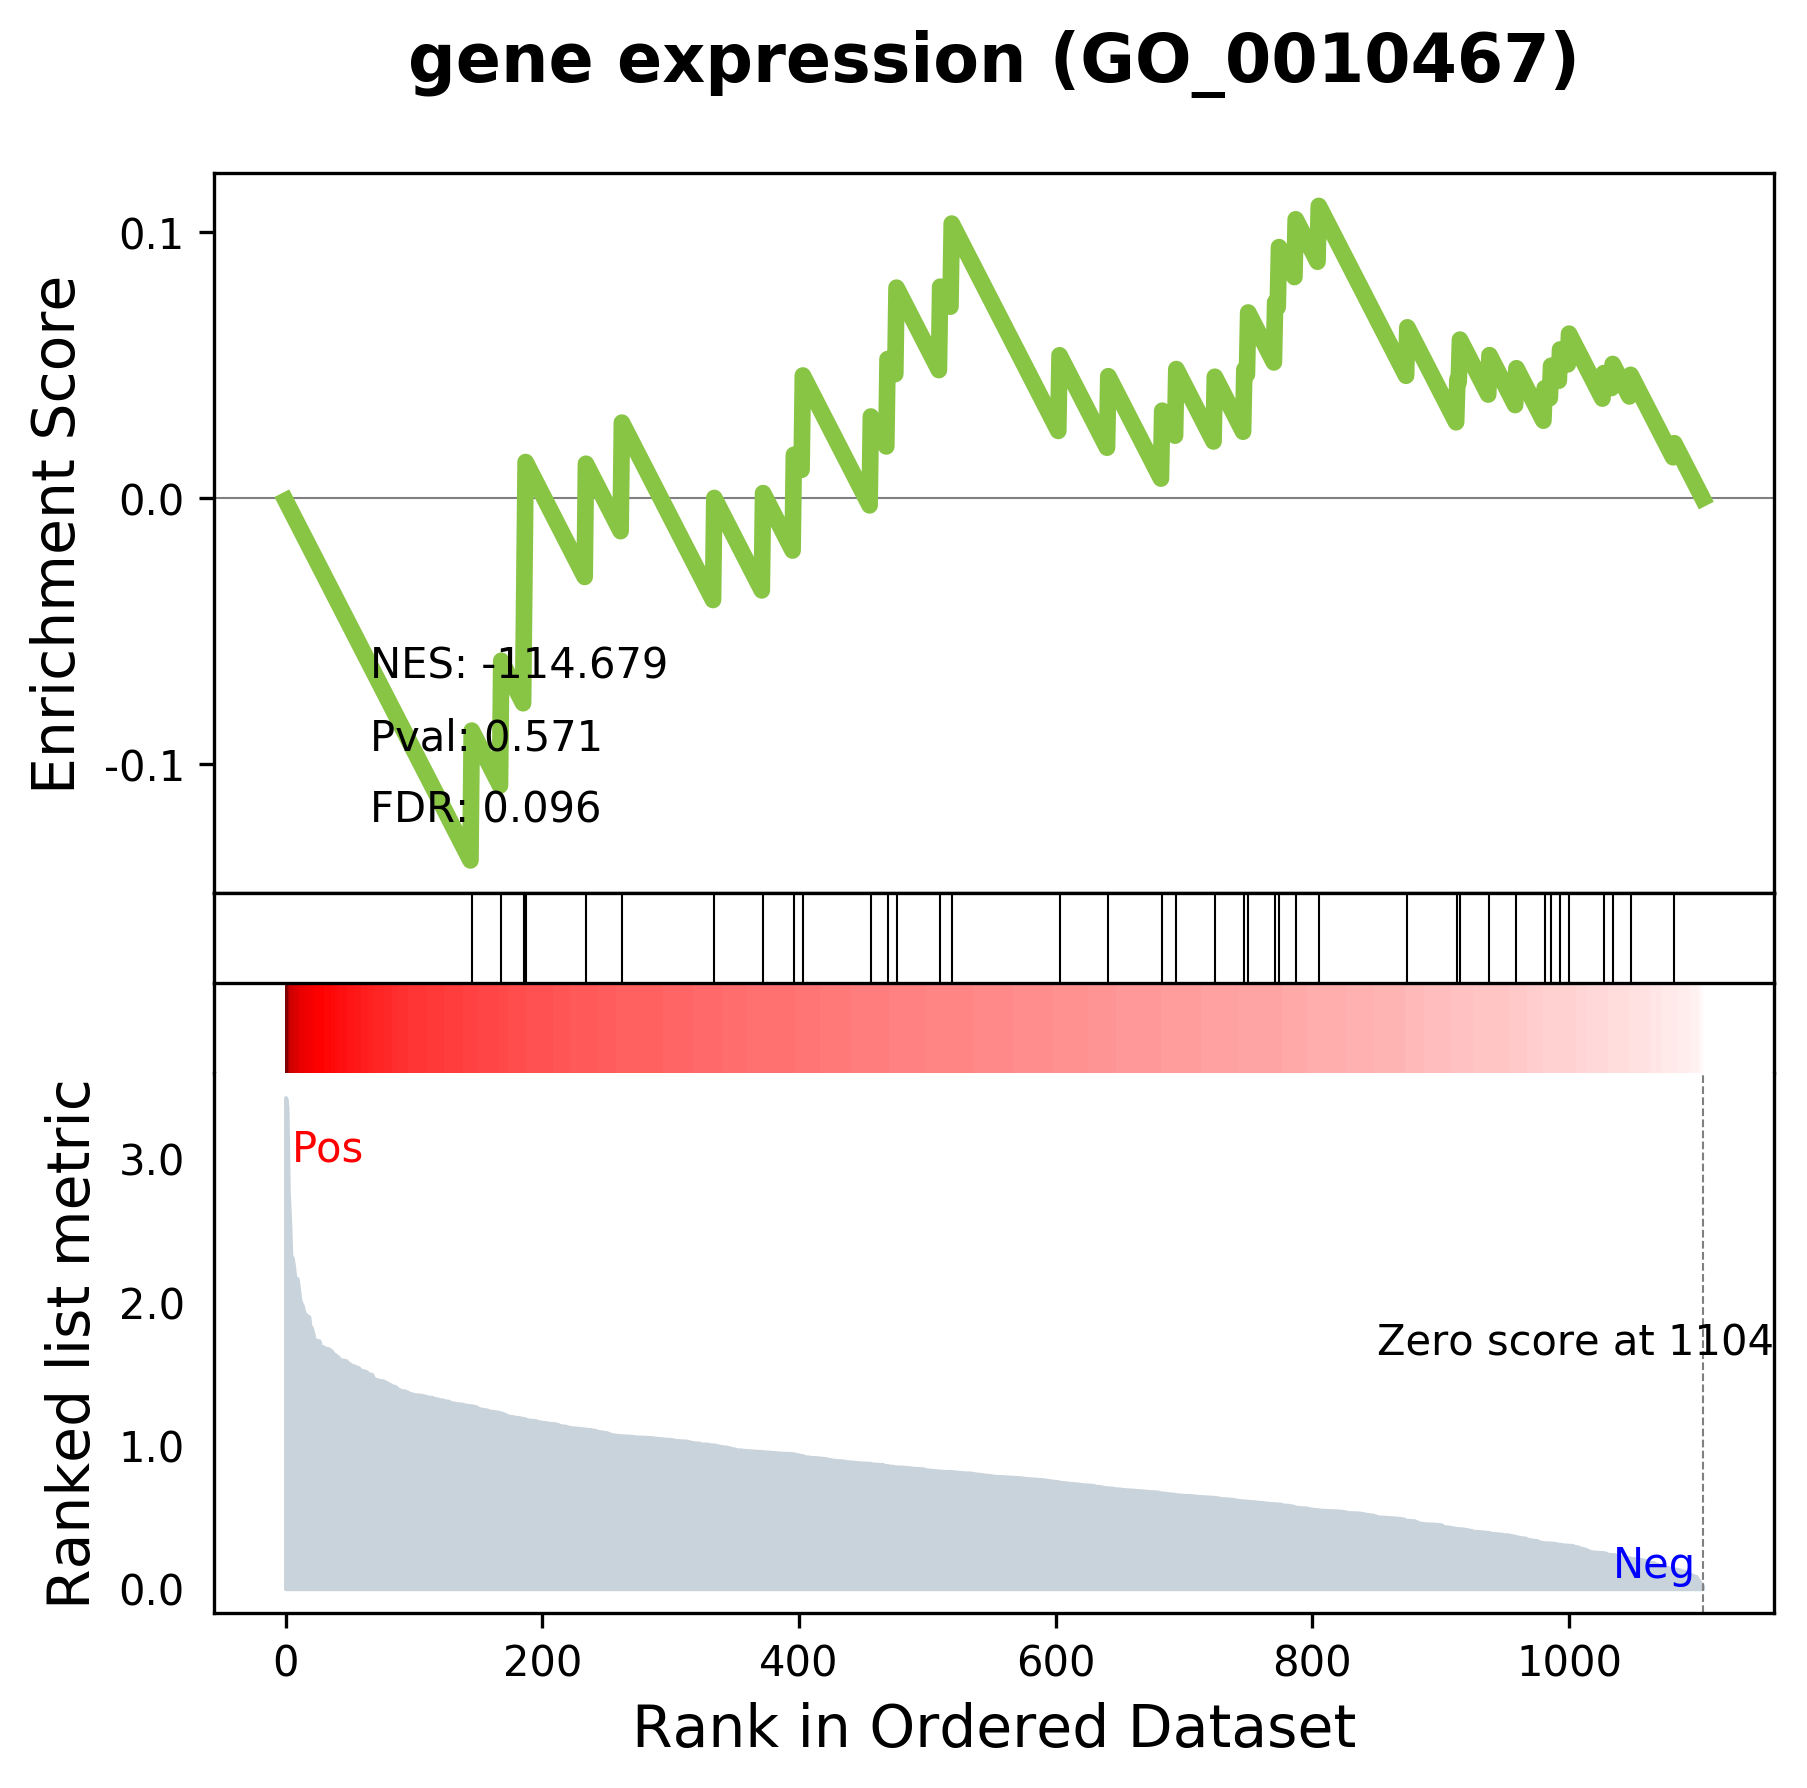 gene expression (GO_0010467)
Enrichment Score
0.1
0.0
-0.1
NES: -114.679
Pval: 0.571
FDR: 0.096
Ranked list metric
3.0
2.0
1.0
0.0
Pos
Zero score at 1104
Neg
0 200 400 600 800 1000
Rank in Ordered Dataset